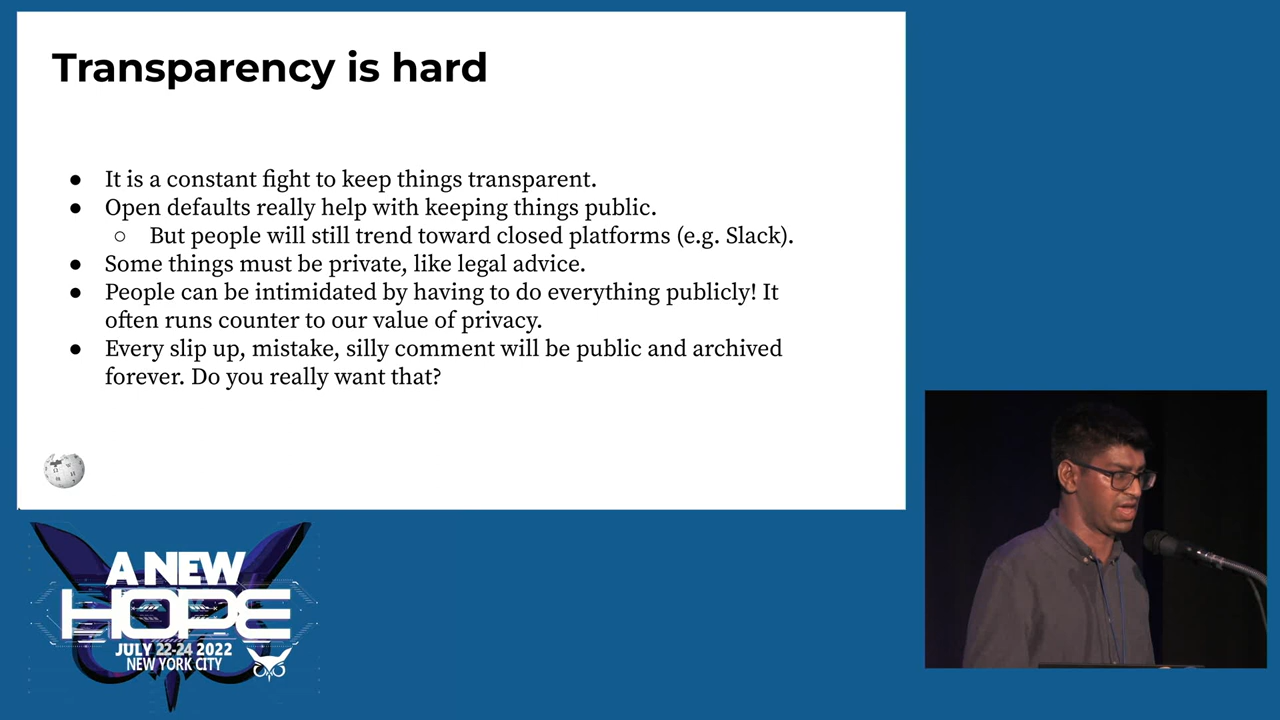 Transparency is hard
● It is a constant fight to keep things transparent.
● Open defaults really help with keeping things public.
○ But people will still trend toward closed platforms (e.g. Slack).
● Some things must be private, like legal advice.
● People can be intimidated by having to do everything publicly! It
often runs counter to our value of privacy.
● Every slip up, mistake, silly comment will be public and archived
forever. Do you really want that?
A NEW
HOPE
JULY 22-24 2022
NEW YORK CITY